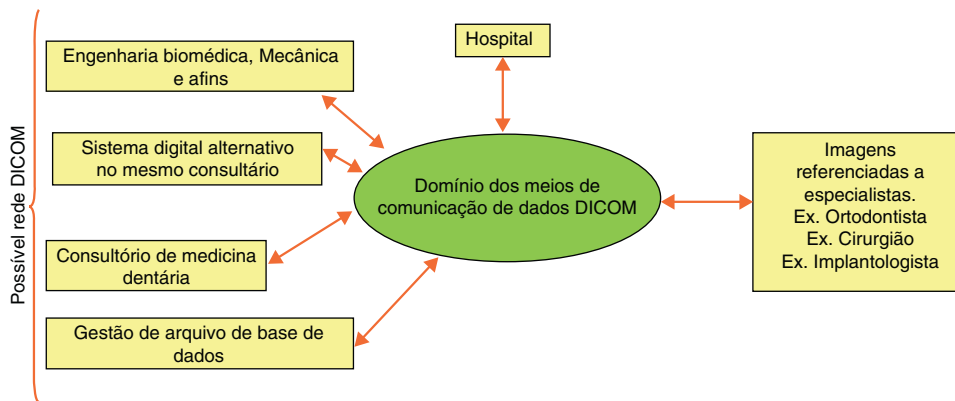 Possível rede DICOM
Engenharia biomédica, Mecânica
e afins
Sistema digital alternativo
no mesmo consultário
Consultório de medicina
dentária
Gestão de arquivo de base de
dados
Hospital
Domínio dos meios de
comunicação de dados DICOM
Imagens
referenciadas a
especialistas.
Ex. Ortodontista
Ex. Cirurgião
Ex. Implantologista